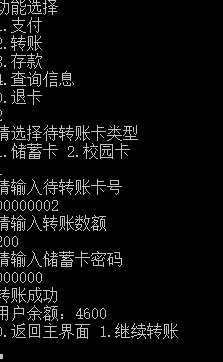 功能选择
1.支付
2.转账
3.存款
4.查询信息
0.退卡
2
请选择待转账卡类型
1.储蓄卡 2.校园卡
1
请输入待转账卡号
00000002
请输入转账数额
200
请输入储蓄卡密码
000000
转账成功
用户余额：4600
0.返回主界面 1.继续转账